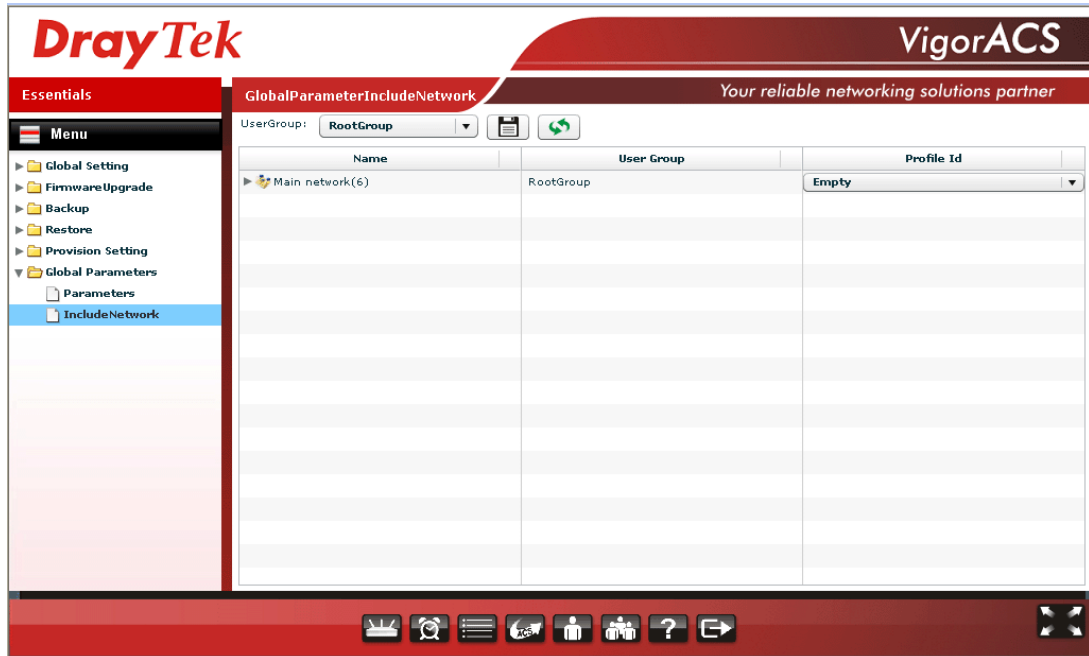 DrayTek
VigorACS
Essentials
GlobalParameterIncludeNetwork
Your reliable networking solutions partner
Menu
UserGroup: RootGroup
Name User Group Profile Id
Main network(6) RootGroup Empty
Global Setting
FirmwareUpgrade
Backup
Restore
Provision Setting
Global Parameters
Parameters
IncludeNetwork
ACS
?